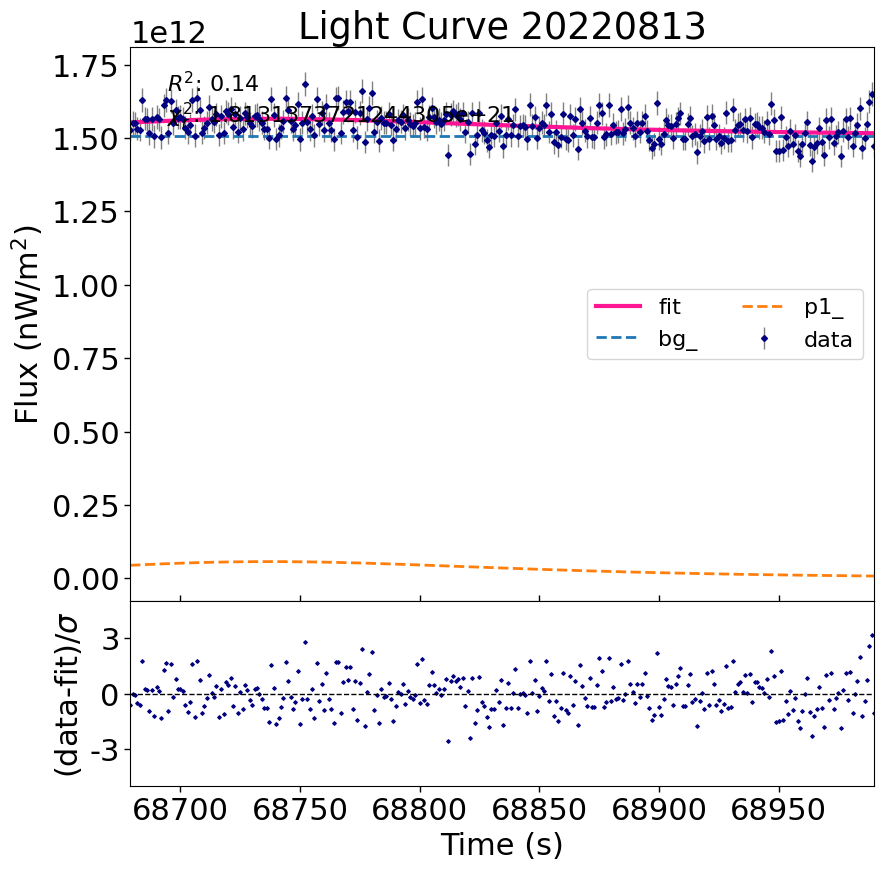 Light Curve 20220813
1e12
1.75
R²: 0.14
1.50
1.25
1.00
0.75
0.50
0.25
0.00
Flux (nW/m²)
fit
bg_
p1_
data
3
0
-3
(data-fit)/σ
68700 68750 68800 68850 68900 68950
Time (s)